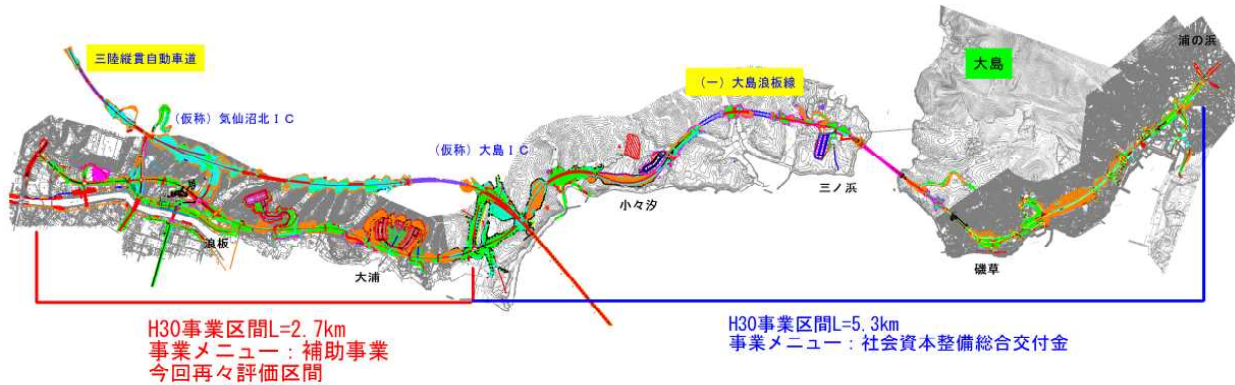 三陸縦貫自動車道
(仮称)気仙沼北IC
(仮称)大島IC
(一)大島浪板線
大島
浦の浜
浪板
大浦
小々汐
三ノ浜
磯草
H30事業区間L=2.7km
事業メニュー:補助事業
今回再々評価区間
H30事業区間L=5.3km
事業メニュー:社会資本整備総合交付金